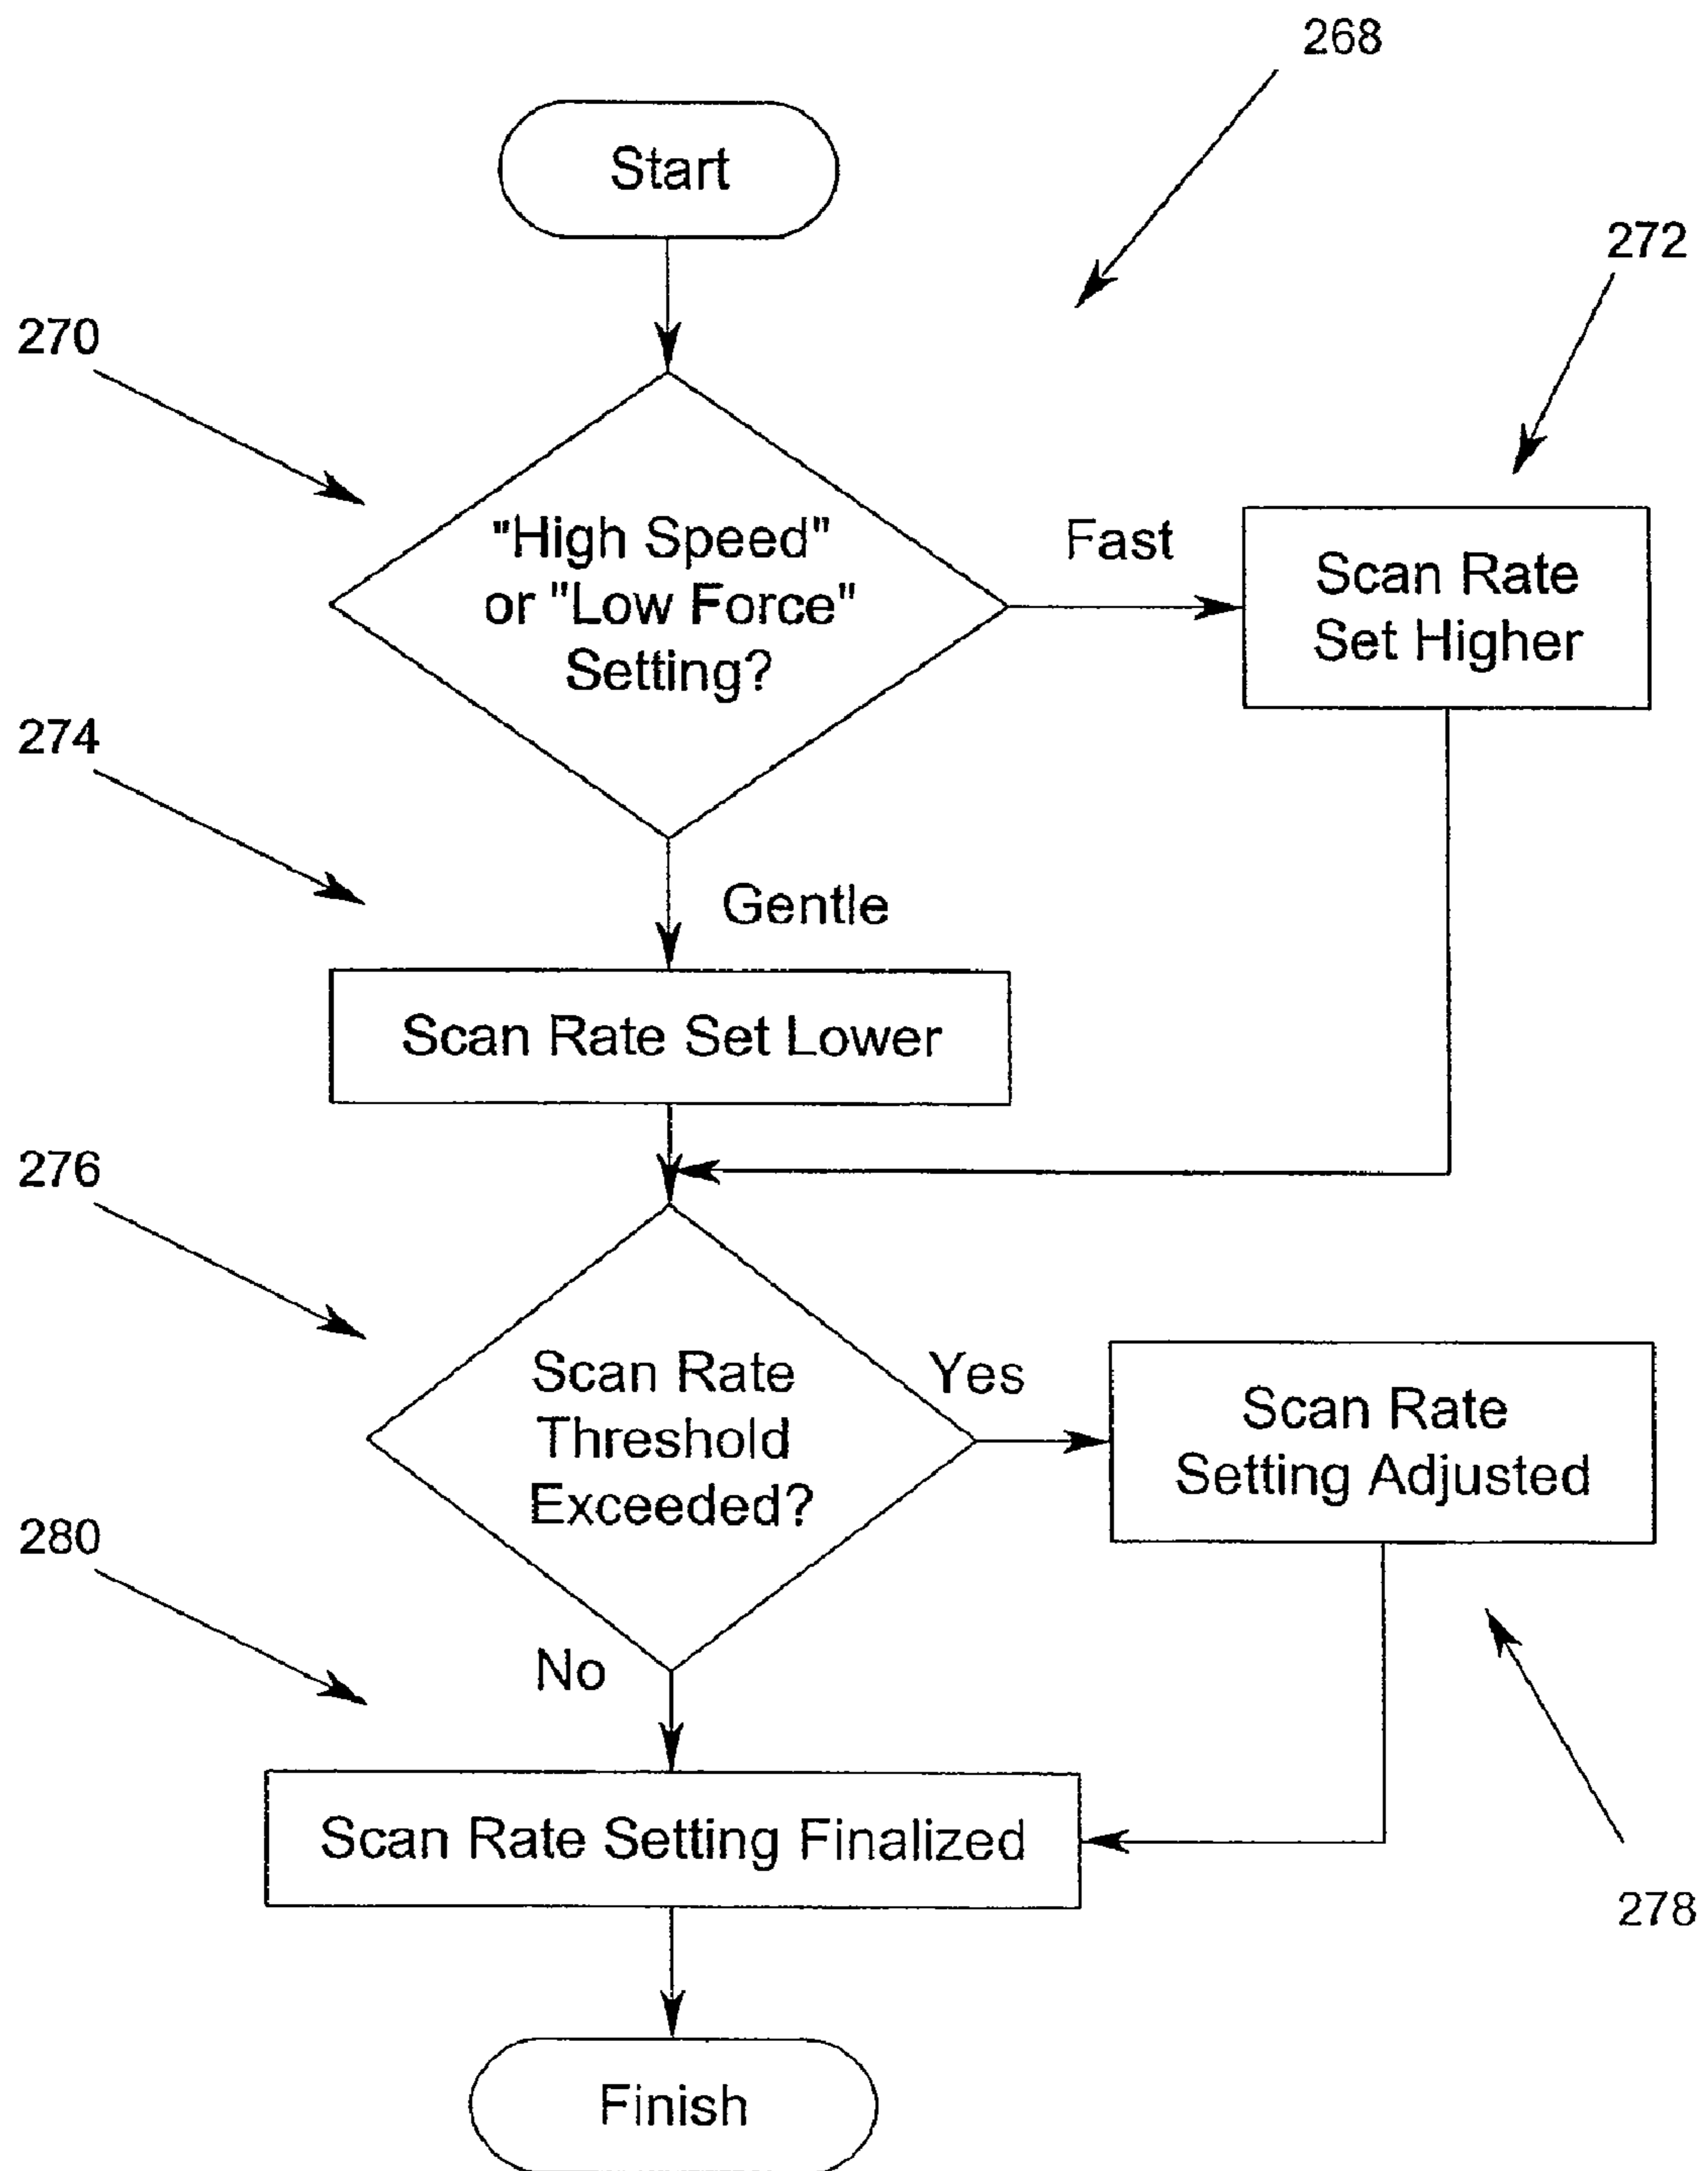 268
Start
272
270
"High Speed"
or "Low Force"
Setting?
Fast
Scan Rate
Set Higher
274
Gentle
Scan Rate Set Lower
276
Scan Rate
Threshold
Exceeded?
Yes
Scan Rate
Setting Adjusted
280
No
Scan Rate Setting Finalized
278
Finish